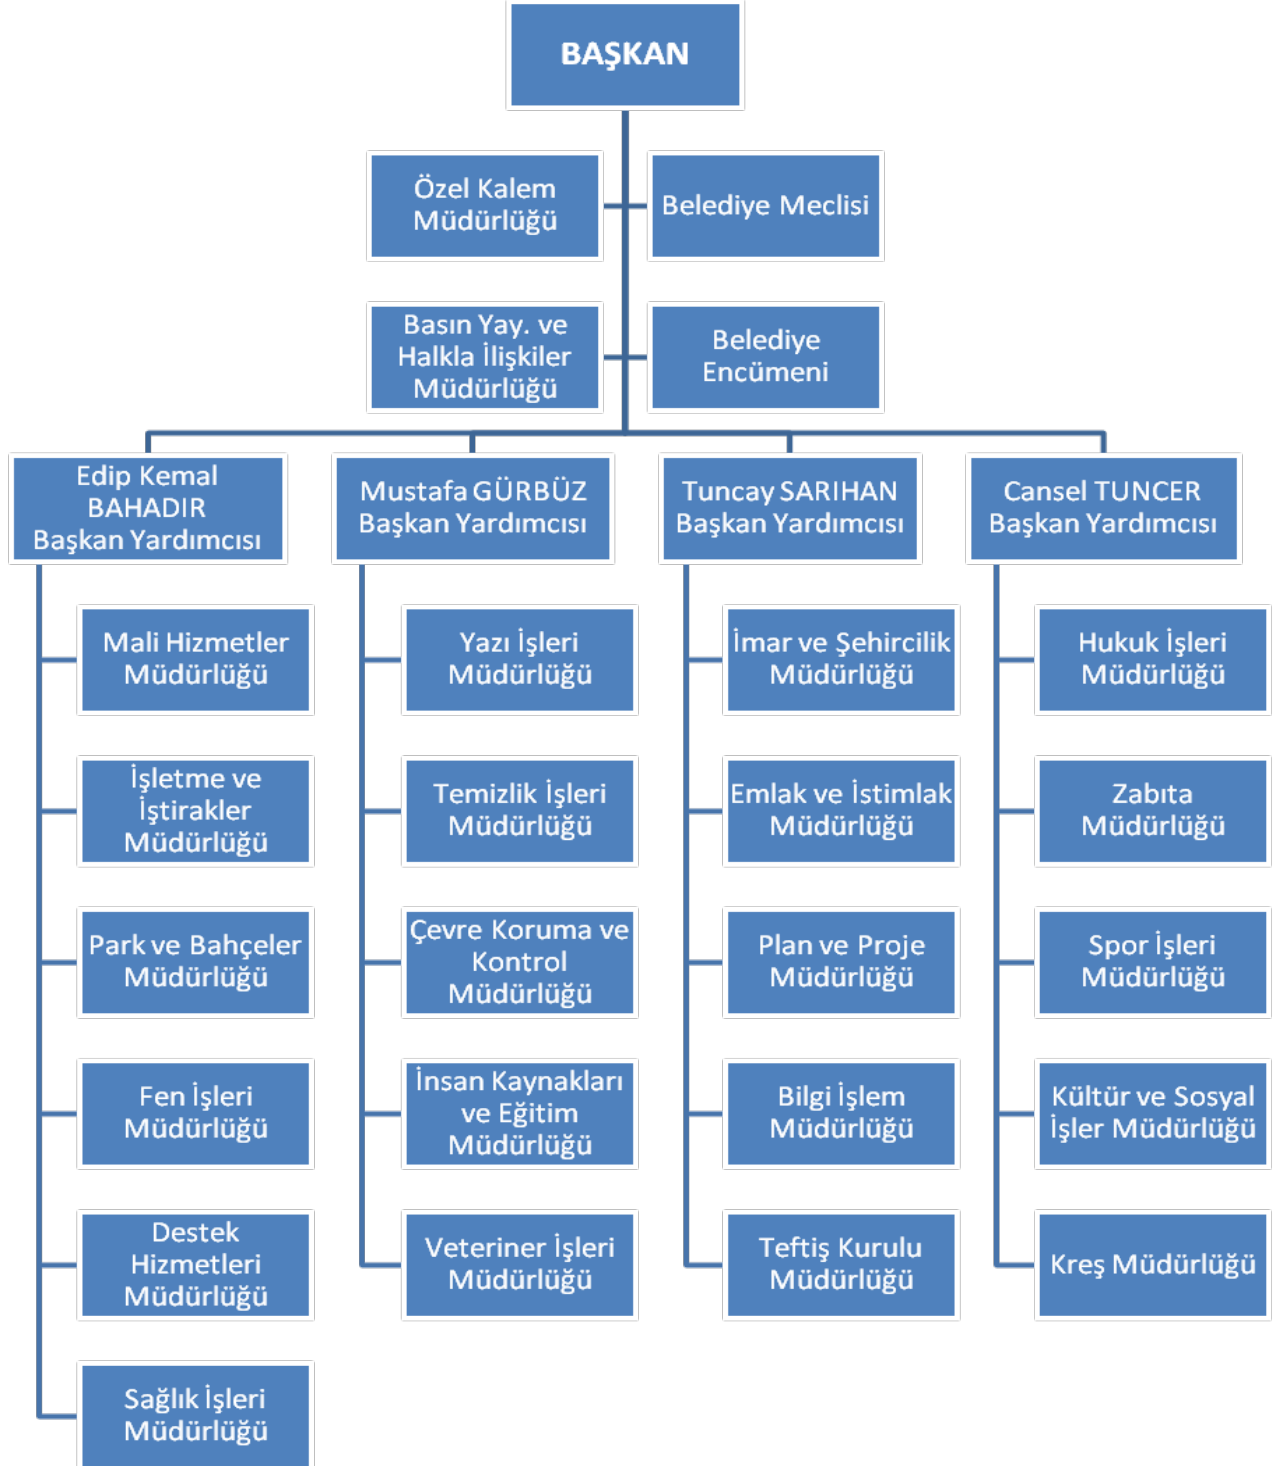 BAŞKAN
Özel Kalem
Müdürlüğü
Belediye Meclisi
Basın Yay. ve
Halkla İlişkiler
Müdürlüğü
Belediye
Encümeni
Edip Kemal
BAHADIR
Başkan Yardımcısı
Mustafa GÜRBÜZ
Başkan Yardımcısı
Tuncay SARIHAN
Başkan Yardımcısı
Cansel TUNCER
Başkan Yardımcısı
Mali Hizmetler
Müdürlüğü
İşletme ve
İştirakler
Müdürlüğü
Park ve Bahçeler
Müdürlüğü
Fen İşleri
Müdürlüğü
Destek
Hizmetleri
Müdürlüğü
Sağlık İşleri
Müdürlüğü
Yazı İşleri
Müdürlüğü
Temizlik İşleri
Müdürlüğü
Çevre Koruma ve
Kontrol
Müdürlüğü
İnsan Kaynakları
ve Eğitim
Müdürlüğü
Veteriner İşleri
Müdürlüğü
İmar ve Şehircilik
Müdürlüğü
Emlak ve İstimlak
Müdürlüğü
Plan ve Proje
Müdürlüğü
Bilgi İşlem
Müdürlüğü
Teftiş Kurulu
Müdürlüğü
Hukuk İşleri
Müdürlüğü
Zabıta
Müdürlüğü
Spor İşleri
Müdürlüğü
Kültür ve Sosyal
İşler Müdürlüğü
Kreş Müdürlüğü